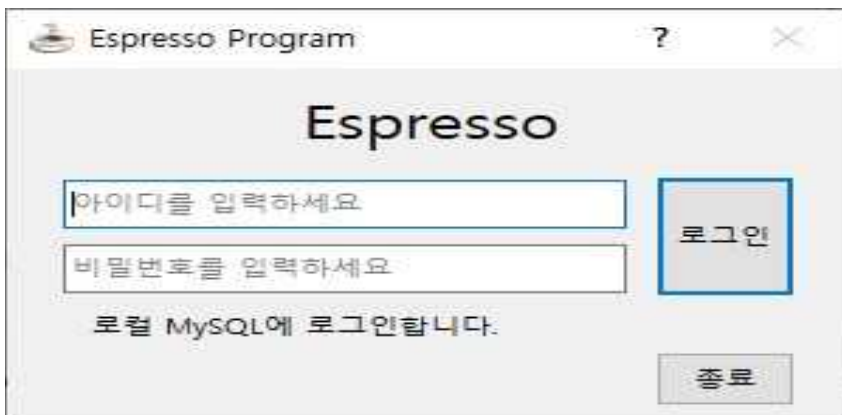 Espresso Program ?
Espresso
아이디를 입력하세요
로그인
비밀번호를 입력하세요
로컬 MySQL에 로그인합니다.
종료